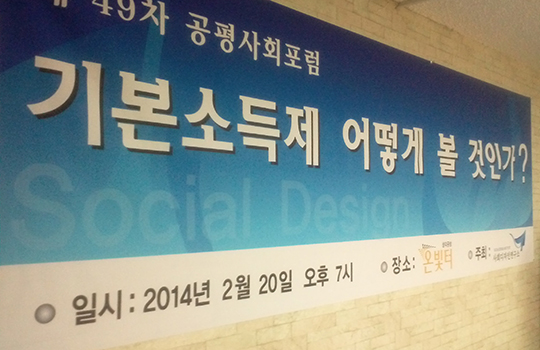 제 49차 공평사회포럼
기본소득제 어떻게 볼 것인가?
Social Design
일시 : 2014년 2월 20일 오후 7시
장소 : 온빛터
주최 :